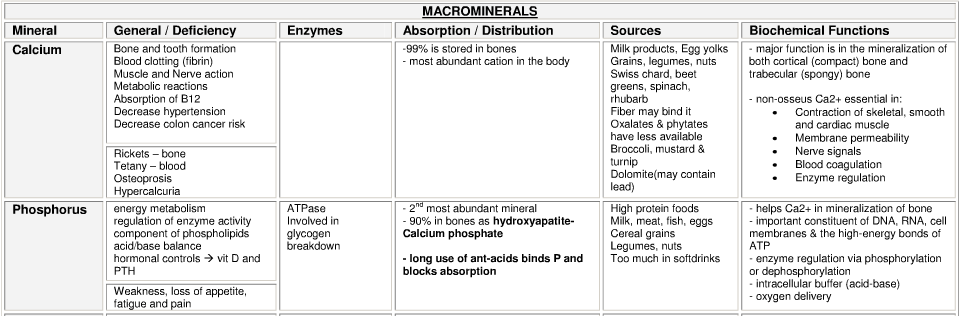 MACROMINERALS
Mineral
General / Deficiency
Enzymes
Absorption / Distribution
Sources
Biochemical Functions
Calcium
Bone and tooth formation
Blood clotting (fibrin)
Muscle and Nerve action
Metabolic reactions
Absorption of B12
Decrease hypertension
Decrease colon cancer risk
Rickets – bone
Tetany – blood
Osteoprosis
Hypercalcuria
-99% is stored in bones
- most abundant cation in the body
Milk products, Egg yolks
Grains, legumes, nuts
Swiss chard, beet
greens, spinach,
rhubarb
Fiber may bind it
Oxalates & phytates
have less available
Broccoli, mustard &
turnip
Dolomite(may contain
lead)
- major function is in the mineralization of
both cortical (compact) bone and
trabecular (spongy) bone
- non-osseus Ca2+ essential in:
• Contraction of skeletal, smooth
and cardiac muscle
• Membrane permeability
• Nerve signals
• Blood coagulation
• Enzyme regulation
Phosphorus
energy metabolism
regulation of enzyme activity
component of phospholipids
acid/base balance
hormonal controls → vit D and
PTH
Weakness, loss of appetite,
fatigue and pain
ATPase
Involved in
glycogen
breakdown
- 2nd most abundant mineral
- 90% in bones as hydroxyapatite-
Calcium phosphate
- long use of ant-acids binds P and
blocks absorption
High protein foods
Milk, meat, fish, eggs
Cereal grains
Legumes, nuts
Too much in softdrinks
- helps Ca2+ in mineralization of bone
- important constituent of DNA, RNA, cell
membranes & the high-energy bonds of
ATP
- enzyme regulation via phosphorylation
or dephosphorylation
- intracellular buffer (acid-base)
- oxygen delivery